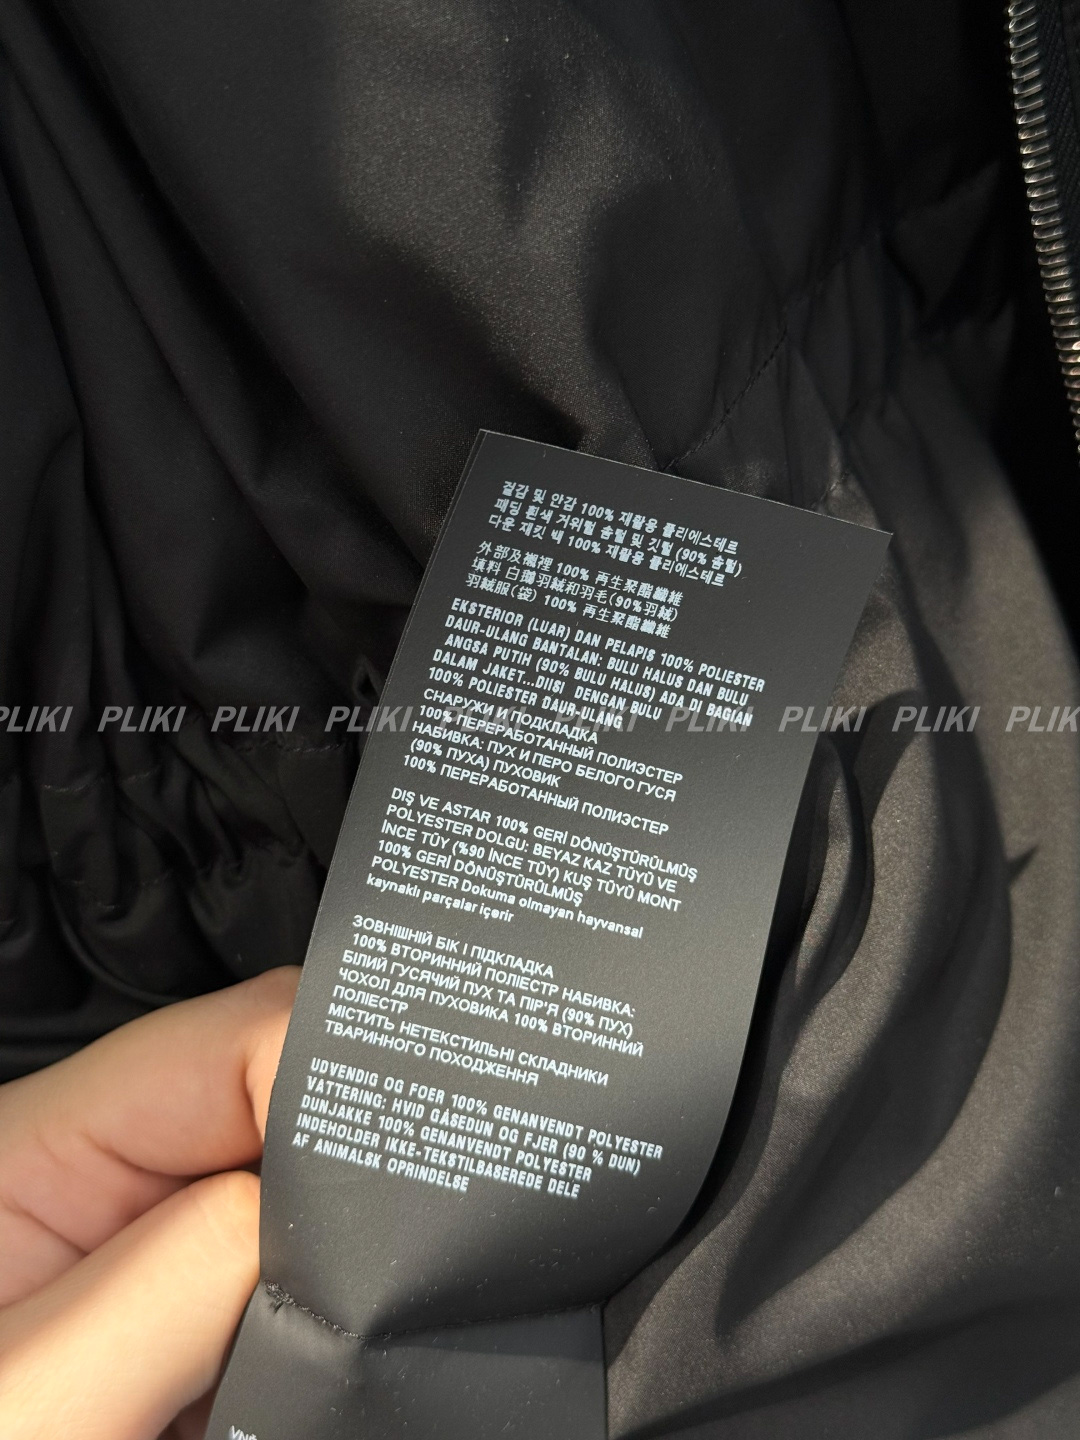 겉감 및 안감 100% 재활용 폴리에스테르
패딩 흰색 거위털 솜털 및 깃털 (90% 솜털)
다운 재킷 백 100% 재활용 폴리에스테르
外部及襯裡 100% 再生聚酯纖維
填料 白鵝羽絨和羽毛(90%羽絨)
羽絨服(袋) 100% 再生聚酯纖維
EKSTERIOR (LUAR) DAN PELAPIS 100% POLIESTER
DAUR-ULANG BANTALAN: BULU HALUS DAN BULU
ANGSA PUTIH (90% BULU HALUS) ADA DI BAGIAN
DALAM JAKET...DIISI DENGAN BULU
100% POLIESTER DAUR-ULANG
СНАРУЖИ И ПОДКЛАДКА
100% ПЕРЕРАБОТАННЫЙ ПОЛИЭСТЕР
НАБИВКА: ПУХ И ПЕРО БЕЛОГО ГУСЯ
(90% ПУХА) ПУХОВИК
100% ПЕРЕРАБОТАННЫЙ ПОЛИЭСТЕР
PLIKI PLIKI PLIKI PLIKI PLIKI PLIKI PLIKI PLIKI PLIKI PLIK
DIŞ VE ASTAR 100% GERİ DÖNÜŞTÜRÜLMÜŞ
POLYESTER DOLGU: BEYAZ KAZ TÜYÜ VE
İNCE TÜY (%90 İNCE TÜY) KUŞ TÜYÜ MONT
100% GERİ DÖNÜŞTÜRÜLMÜŞ
POLYESTER Dokuma olmayan hayvansal
kaynaklı parçalar içerir
ЗОВНІШНІЙ БІК І ПІДКЛАДКА
100% ВТОРИННИЙ ПОЛІЕСТР НАБИВКА:
БІЛИЙ ГУСЯЧИЙ ПУХ ТА ПІР'Я (90% ПУХ)
ЧОХОЛ ДЛЯ ПУХОВИКА 100% ВТОРИННИЙ
ПОЛІЕСТР
МІСТИТЬ НЕТЕКСТИЛЬНІ СКЛАДНИКИ
ТВАРИННОГО ПОХОДЖЕННЯ
UDVENDIG OG FOER 100% GENANVENDT POLYESTER
VATTERING: HVID GÅSEDUN OG FJER (90 % DUN)
DUNJAKKE 100% GENANVENDT POLYESTER
INDEHOLDER IKKE-TEKSTILBASEREDE DELE
AF ANIMALSK OPRINDELSE